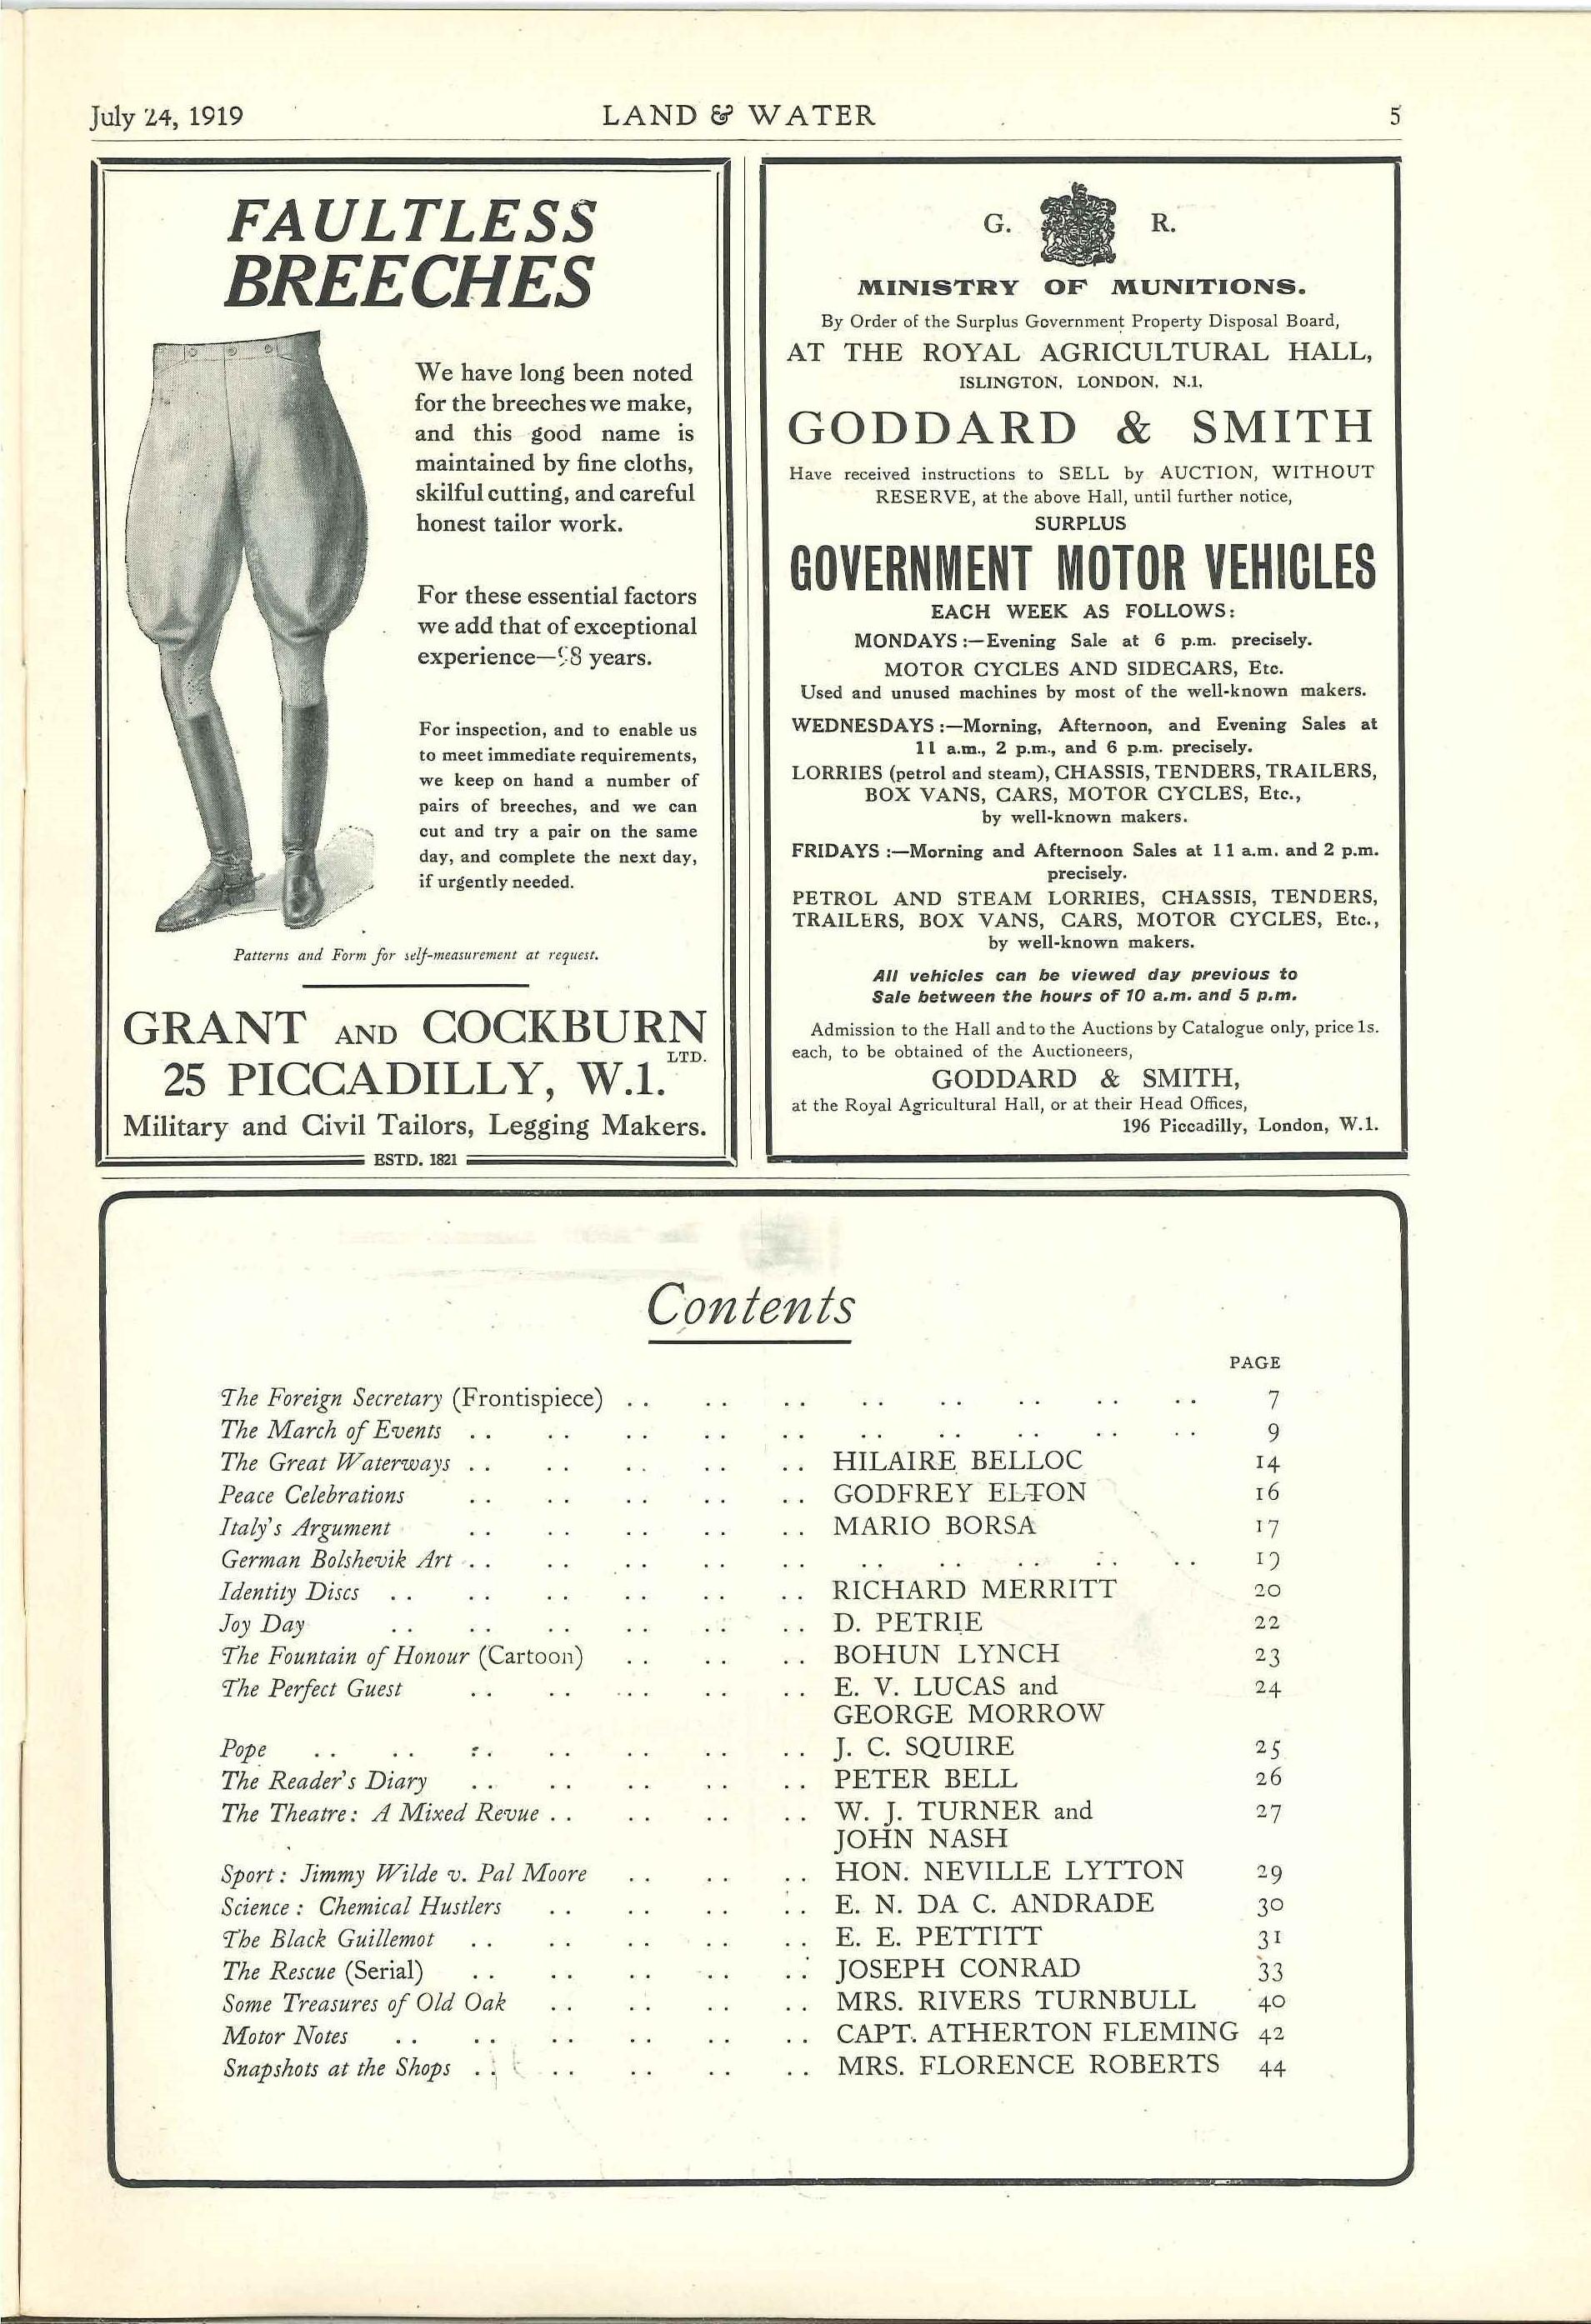 July 24, 1919
LAND & WATER
5
FAULTLESS
BREECHES
We have long been noted
for the breeches we make,
and this good name is
maintained by fine cloths,
skilful cutting, and careful
honest tailor work.
For these essential factors
we add that of exceptional
experience—98 years.
For inspection, and to enable us
to meet immediate requirements,
we keep on hand a number of
pairs of breeches, and we can
cut and try a pair on the same
day, and complete the next day,
if urgently needed.
Patterns and Form for self-measurement at request.
GRANT AND COCKBURN
LTD.
25 PICCADILLY, W.1.
Military and Civil Tailors, Legging Makers.
ESTD. 1821
G. R.
MINISTRY OF MUNITIONS.
By Order of the Surplus Government Property Disposal Board,
AT THE ROYAL AGRICULTURAL HALL,
ISLINGTON, LONDON, N.1,
GODDARD & SMITH
Have received instructions to SELL by AUCTION, WITHOUT
RESERVE, at the above Hall, until further notice,
SURPLUS
GOVERNMENT MOTOR VEHICLES
EACH WEEK AS FOLLOWS:
MONDAYS:—Evening Sale at 6 p.m. precisely.
MOTOR CYCLES AND SIDECARS, Etc.
Used and unused machines by most of the well-known makers.
WEDNESDAYS:—Morning, Afternoon, and Evening Sales at
11 a.m., 2 p.m., and 6 p.m. precisely.
LORRIES (petrol and steam), CHASSIS, TENDERS, TRAILERS,
BOX VANS, CARS, MOTOR CYCLES, Etc.,
by well-known makers.
FRIDAYS:—Morning and Afternoon Sales at 11 a.m. and 2 p.m.
precisely.
PETROL AND STEAM LORRIES, CHASSIS, TENDERS,
TRAILERS, BOX VANS, CARS, MOTOR CYCLES, Etc.,
by well-known makers.
All vehicles can be viewed day previous to
Sale between the hours of 10 a.m. and 5 p.m.
Admission to the Hall and to the Auctions by Catalogue only, price 1s.
each, to be obtained of the Auctioneers,
GODDARD & SMITH,
at the Royal Agricultural Hall, or at their Head Offices,
196 Piccadilly, London, W.1.
Contents
PAGE
The Foreign Secretary (Frontispiece) .. .. .. .. .. .. .. .. 7
The March of Events .. .. .. .. .. .. .. .. .. .. 9
The Great Waterways .. .. .. .. .. HILAIRE BELLOC 14
Peace Celebrations .. .. .. .. .. GODFREY ELTON 16
Italy's Argument .. .. .. .. .. MARIO BORSA 17
German Bolshevik Art .. .. .. .. .. .. .. .. .. .. 19
Identity Discs .. .. .. .. .. .. RICHARD MERRITT 20
Joy Day .. .. .. .. .. .. D. PETRIE 22
The Fountain of Honour (Cartoon) .. .. .. BOHUN LYNCH 23
The Perfect Guest .. .. .. .. .. E. V. LUCAS and 24
GEORGE MORROW
Pope .. .. .. .. .. .. .. J. C. SQUIRE 25
The Reader's Diary .. .. .. .. .. PETER BELL 26
The Theatre: A Mixed Revue .. .. .. .. W. J. TURNER and 27
JOHN NASH
Sport: Jimmy Wilde v. Pal Moore .. .. .. HON. NEVILLE LYTTON 29
Science: Chemical Hustlers .. .. .. .. E. N. DA C. ANDRADE 30
The Black Guillemot .. .. .. .. .. E. E. PETTITT 31
The Rescue (Serial) .. .. .. .. .. JOSEPH CONRAD 33
Some Treasures of Old Oak .. .. .. .. MRS. RIVERS TURNBULL 40
Motor Notes .. .. .. .. .. .. CAPT. ATHERTON FLEMING 42
Snapshots at the Shops .. .. .. .. .. MRS. FLORENCE ROBERTS 44